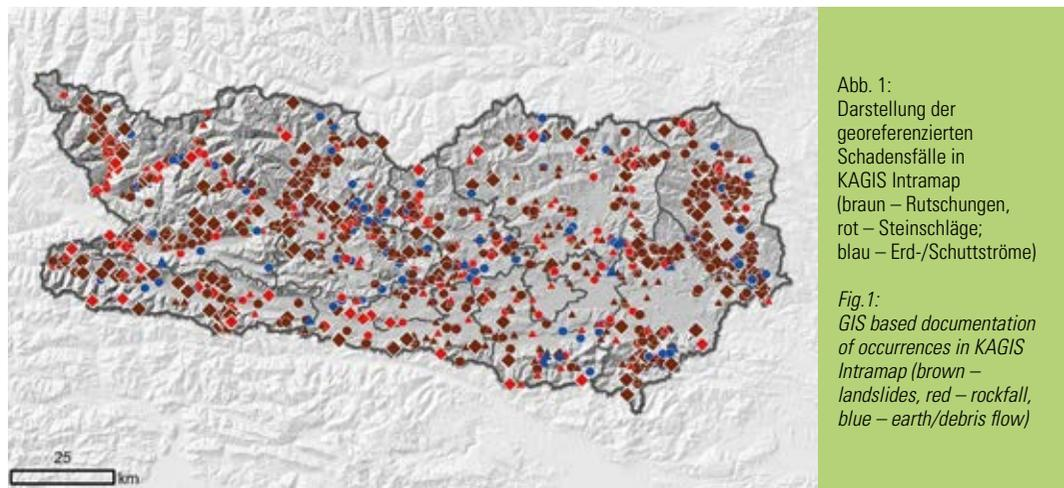 Abb. 1:
Darstellung der
georeferenzierten
Schadensfälle in
KAGIS Intramap
(braun – Rutschungen,
rot – Steinschläge;
blau – Erd-/Schuttströme)
Fig.1:
GIS based documentation
of occurrences in KAGIS
Intramap (brown –
landslides, red – rockfall,
blue – earth/debris flow)
25
km